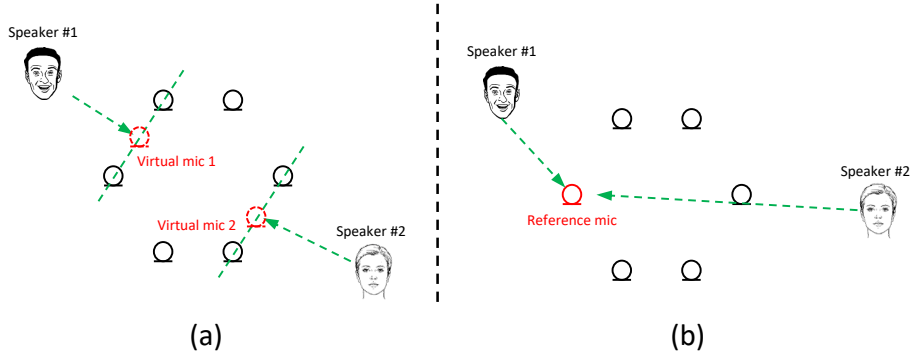 Speaker #1
Virtual mic 1
Virtual mic 2
Speaker #2
(a)
Speaker #1
Speaker #2
Reference mic
(b)